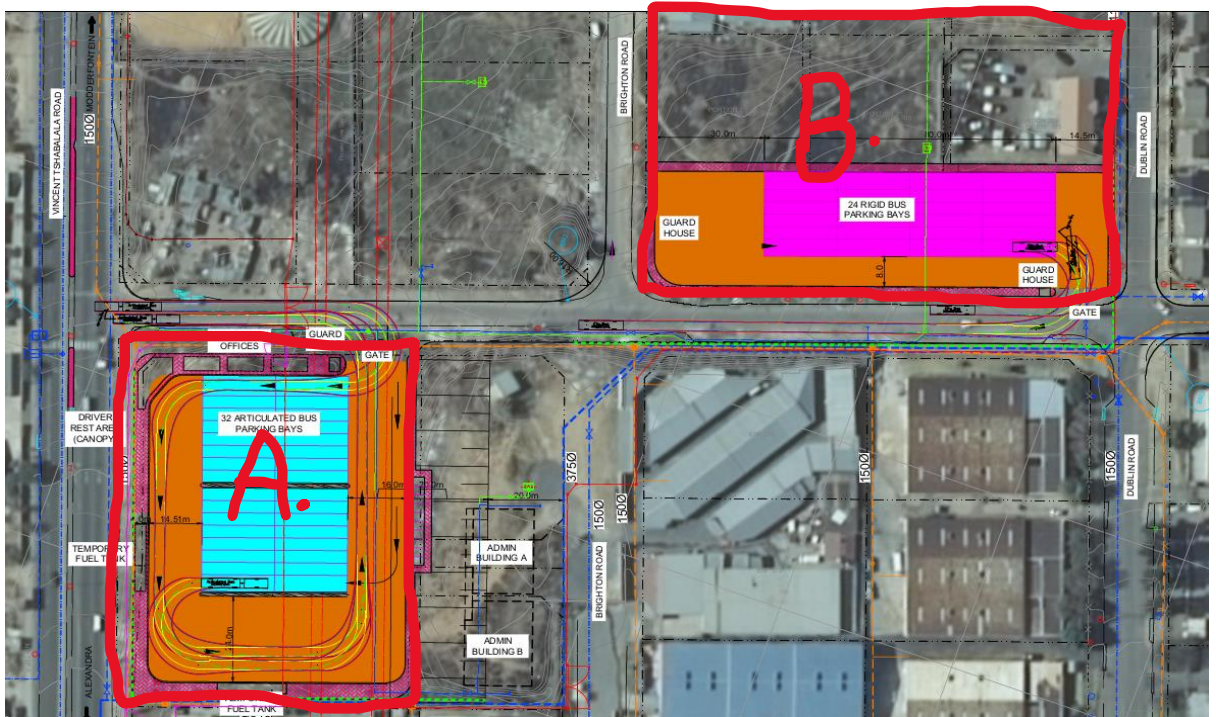 MODDERFONTEIN
1500
VINCENT TSHABALALA ROAD
BRIGHTON ROAD
DUBLIN ROAD
B.
30.0m
14.5m
24 RIGID BUS
PARKING BAYS
GUARD
HOUSE
8.0
GUARD
HOUSE
GATE
GUARD
OFFICES
GATE
32 ARTICULATED BUS
PARKING BAYS
A.
DRIVER
REST AREA
(CANOPY
14.51m
16.0m
20.0m
3750
1500
1500
1500
1500
DUBLIN ROAD
TEMPORARY
FUEL TANK
ADMIN
BUILDING A
BRIGHTON ROAD
ADMIN
BUILDING B
ALEXANDRA
FUEL TANK